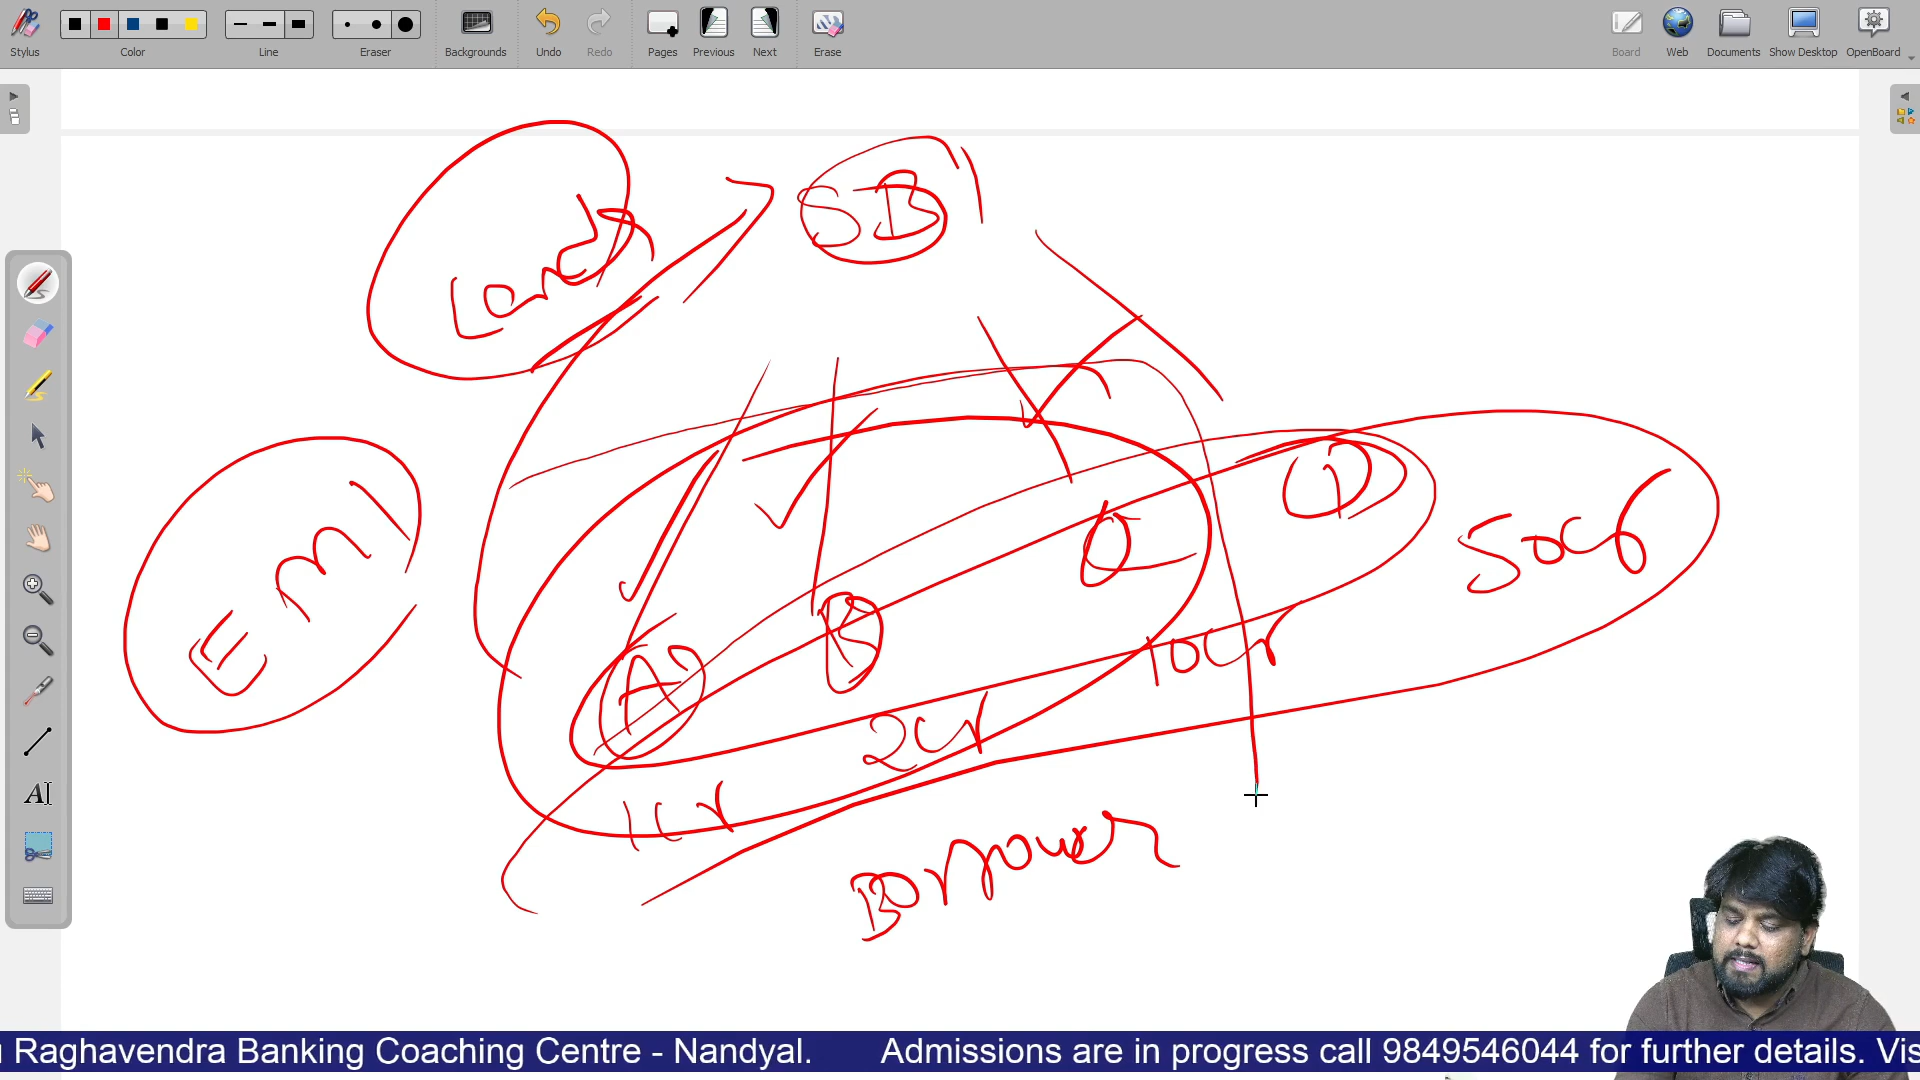 Stylus Color Line Eraser Backgrounds Undo Redo Pages Previous Next Erase Board Web Documents Show Desktop OpenBoard
SBI
Lands
EMI
A
B
C
D
1cr
2cr
10cr
50cr
Borrower
AI
Raghavendra Banking Coaching Centre - Nandyal. Admissions are in progress call 9849546044 for further details. Vis